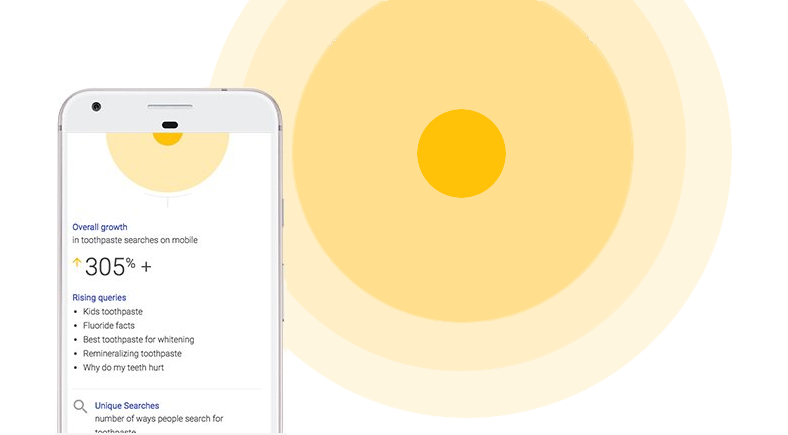 Overall growth
in toothpaste searches on mobile
↑ 305% +
Rising queries
• Kids toothpaste
• Fluoride facts
• Best toothpaste for whitening
• Remineralizing toothpaste
• Why do my teeth hurt
Unique Searches
number of ways people search for
toothpaste